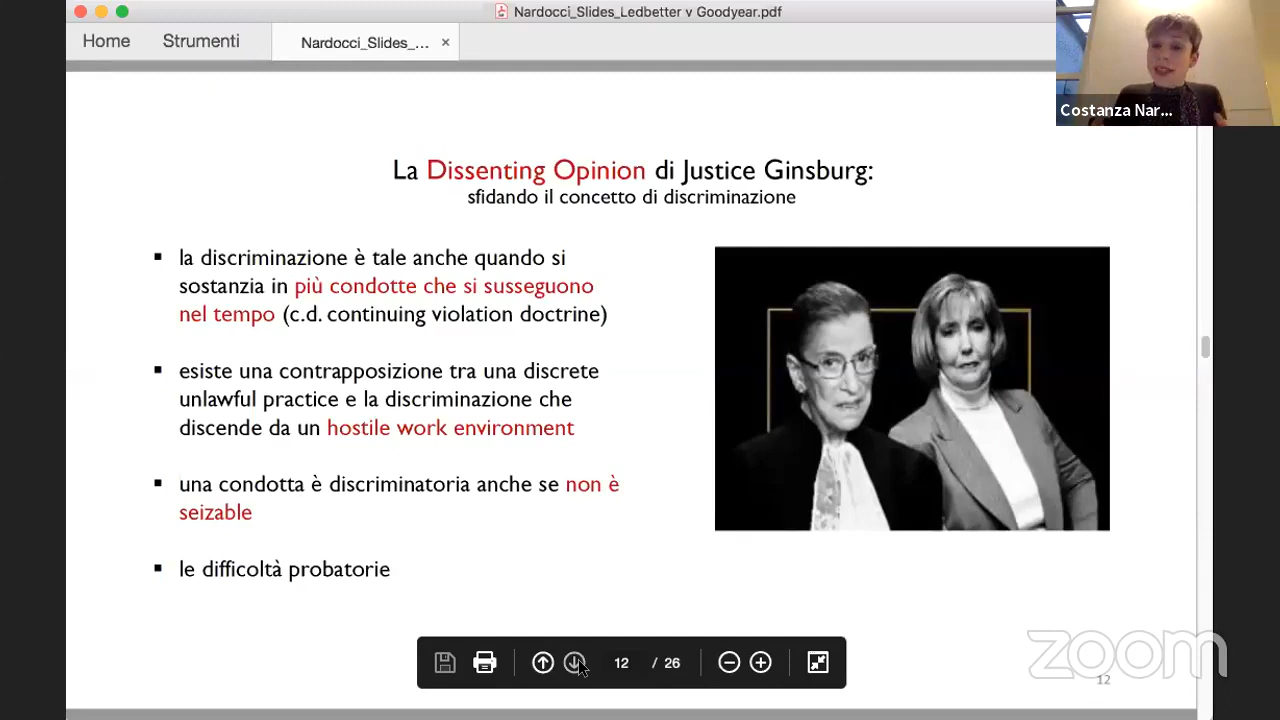 Nardocci_Slides_Ledbetter v Goodyear.pdf
Home Strumenti Nardocci_Slides_... ×
Costanza Nar...
La Dissenting Opinion di Justice Ginsburg:
sfidando il concetto di discriminazione
▪ la discriminazione è tale anche quando si
sostanzia in più condotte che si susseguono
nel tempo (c.d. continuing violation doctrine)
▪ esiste una contrapposizione tra una discrete
unlawful practice e la discriminazione che
discende da un hostile work environment
▪ una condotta è discriminatoria anche se non è
seizable
▪ le difficoltà probatorie
12 / 26
zoom
12